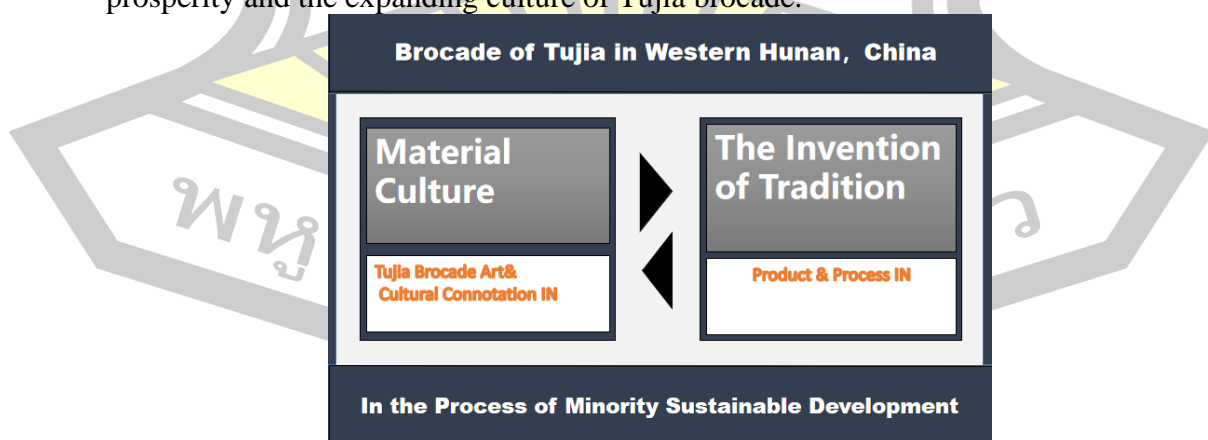 prosperity and the expanding culture of Tujia brocade.
Brocade of Tujia in Western Hunan, China
Material
Culture
The Invention
of Tradition
Tujia Brocade Art&
Cultural Connotation IN
Product & Process IN
In the Process of Minority Sustainable Development